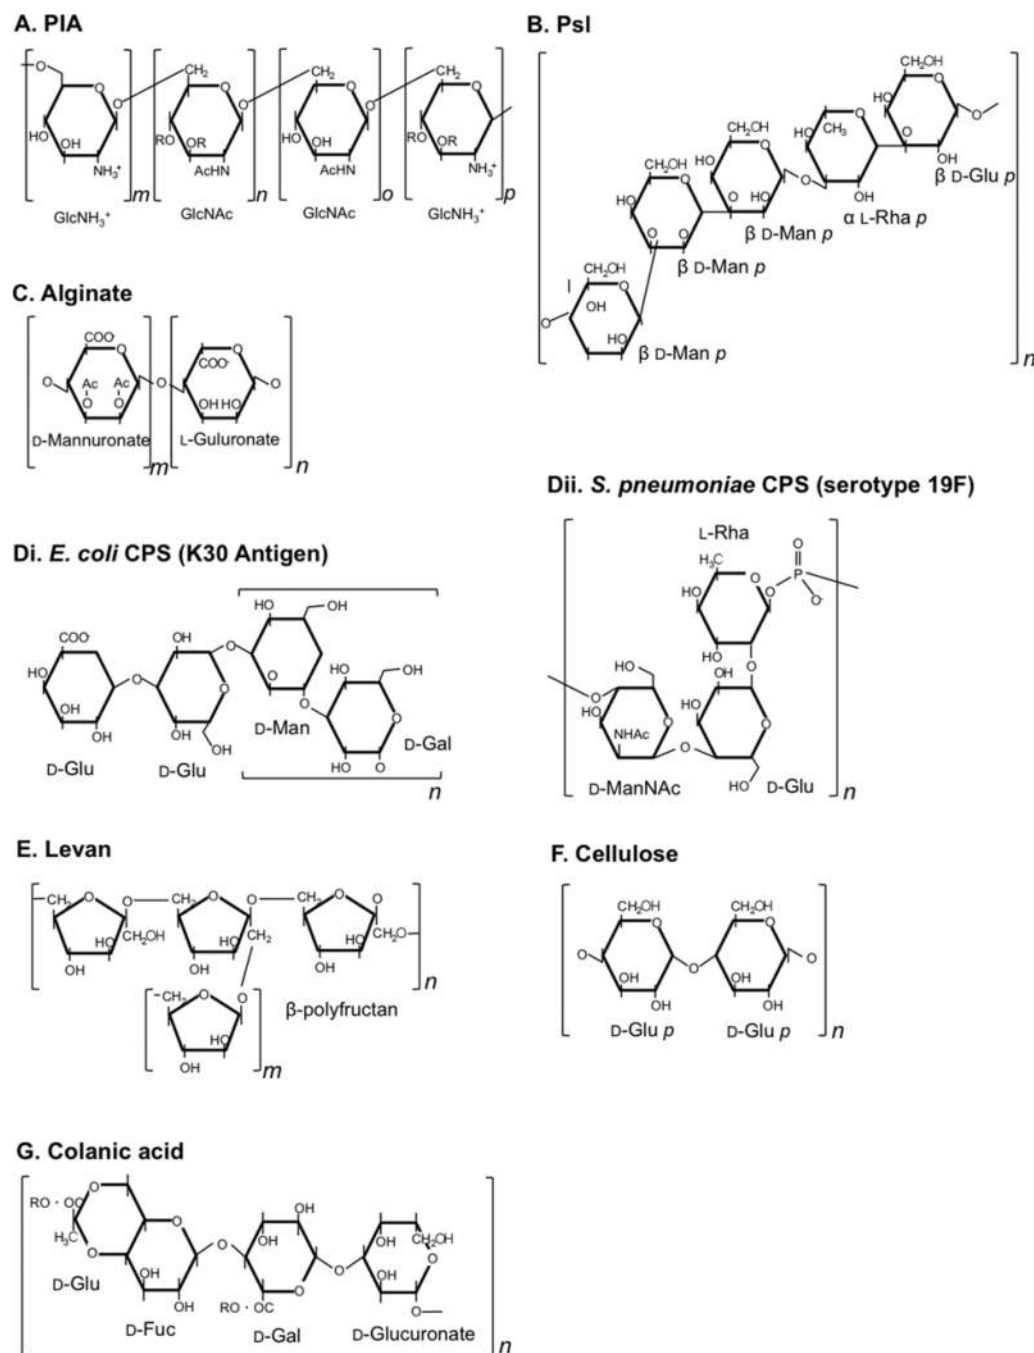 A. PIA
O CH2 O CH2 O CH2
O O O O O O
HO OH RO OR HO OH RO OR
NH3+ AcHN AcHN NH3+
m n o p
GlcNH3+ GlcNAc GlcNAc GlcNH3+
B. Psl
CH2OH
HO O O
CH3 O OH
β D-Glu p
CH2OH HO
HO O O OH
O HO α L-Rha p
β D-Man p
CH2OH
HO O
O O
β D-Man p
CH2OH
O
OH
O HO
β D-Man p
n
C. Alginate
COO- O O
O Ac Ac O COO- O
O O OH HO
D-Mannuronate L-Guluronate
m n
Di. E. coli CPS (K30 Antigen)
HO OH
COO- OH O HO OH
HO O O O O O
OH OH OH OH HO O
D-Glu D-Glu D-Man D-Gal
n
Dii. S. pneumoniae CPS (serotype 19F)
L-Rha O
H3C O O P
HO O-
HO O
HO OH
O HO O HO O
NHAc O
HO
D-ManNAc D-Glu
n
E. Levan
CH2 O O CH2 O O CH2 O O
HO CH2OH HO CH2 HO CH2O
OH OH OH
n
CH2 O O β-polyfructan
HO
OH
m
F. Cellulose
CH2OH CH2OH
O O O
O OH O OH
OH OH
D-Glu p D-Glu p
n
G. Colanic acid
O OH
RO · OC O OH OH CH2OH
H3C O O O OH O
OH O O
OH RO · OC O
D-Glu
D-Fuc D-Gal D-Glucuronate
n